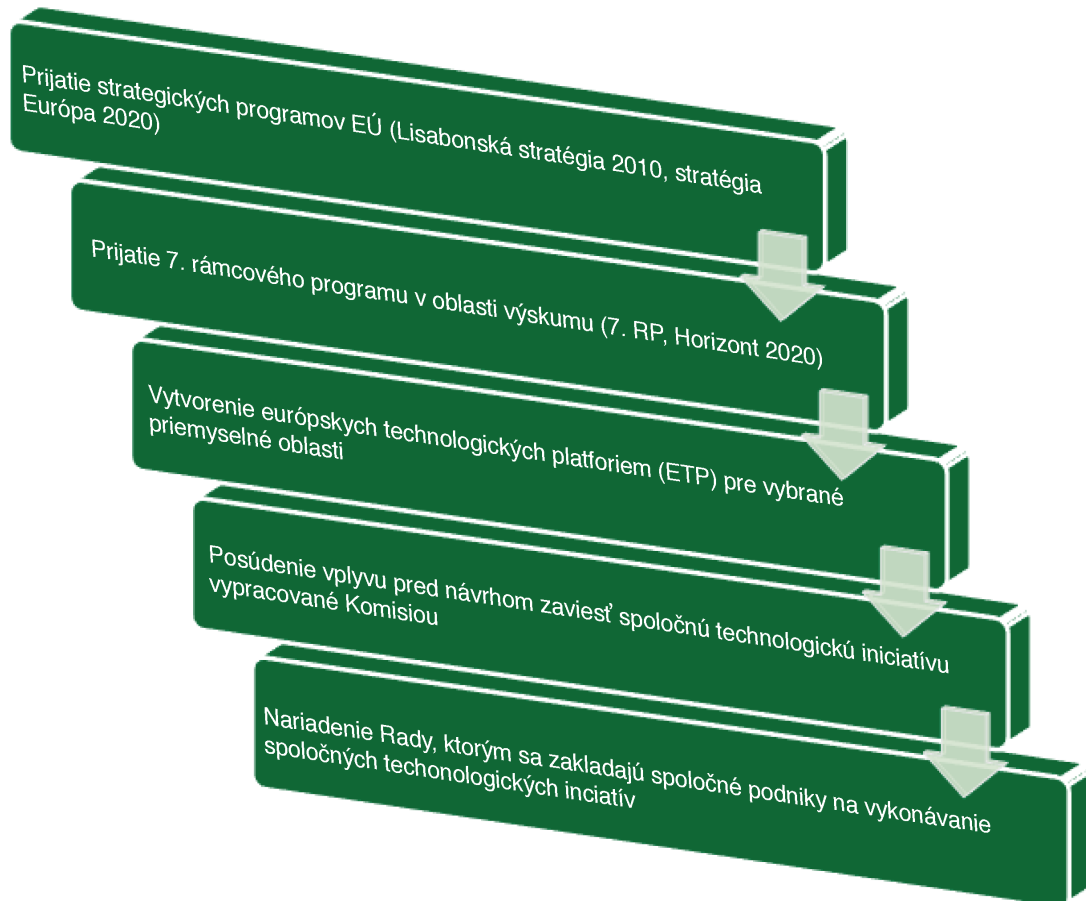 Prijatie strategických programov EÚ (Lisabonská stratégia 2010, stratégia
Európa 2020)
Prijatie 7. rámcového programu v oblasti výskumu (7. RP, Horizont 2020)
Vytvorenie európskych technologických platforiem (ETP) pre vybrané
priemyselné oblasti
Posúdenie vplyvu pred návrhom zaviesť spoločnú technologickú iniciatívu
vypracované Komisiou
Nariadenie Rady, ktorým sa zakladajú spoločné podniky na vykonávanie
spoločných techonologických inciatív